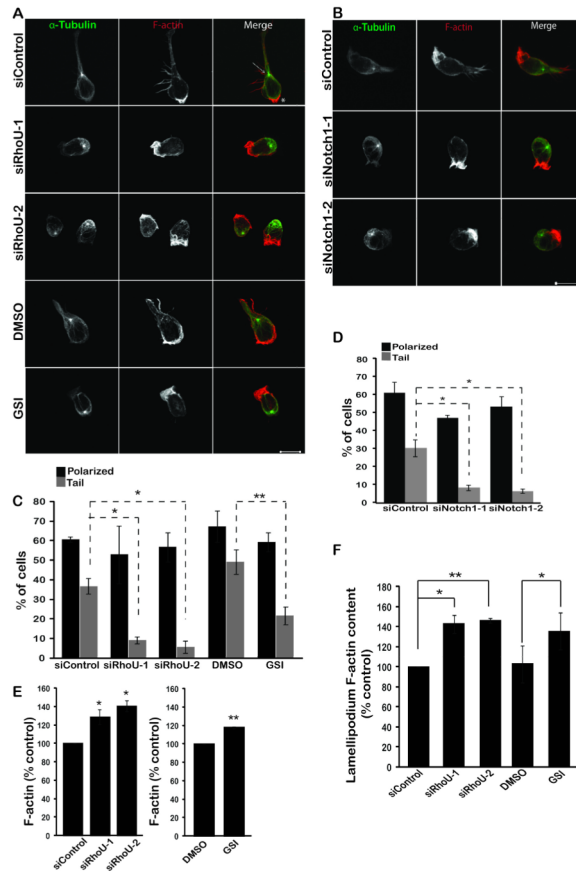 A
α-Tubulin F-actin Merge
siControl
*
siRhoU-1
siRhoU-2
DMSO
GSI
B
α-Tubulin F-actin Merge
siControl
siNotch1-1
siNotch1-2
C
Polarized
Tail
% of cells
80
70
60
50
40
30
20
10
0
* * **
siControl siRhoU-1 siRhoU-2 DMSO GSI
D
Polarized
Tail
% of cells
80
70
60
50
40
30
20
10
0
* *
siControl siNotch1-1 siNotch1-2
E
F-actin (% control)
160
140
120
100
80
60
40
20
0
* *
siControl siRhoU-1 siRhoU-2
F-actin (% control)
140
120
100
80
60
40
20
0
**
DMSO GSI
F
Lamellipodium F-actin content
(% control)
200
180
160
140
120
100
80
60
40
20
0
* ** *
siControl siRhoU-1 siRhoU-2 DMSO GSI